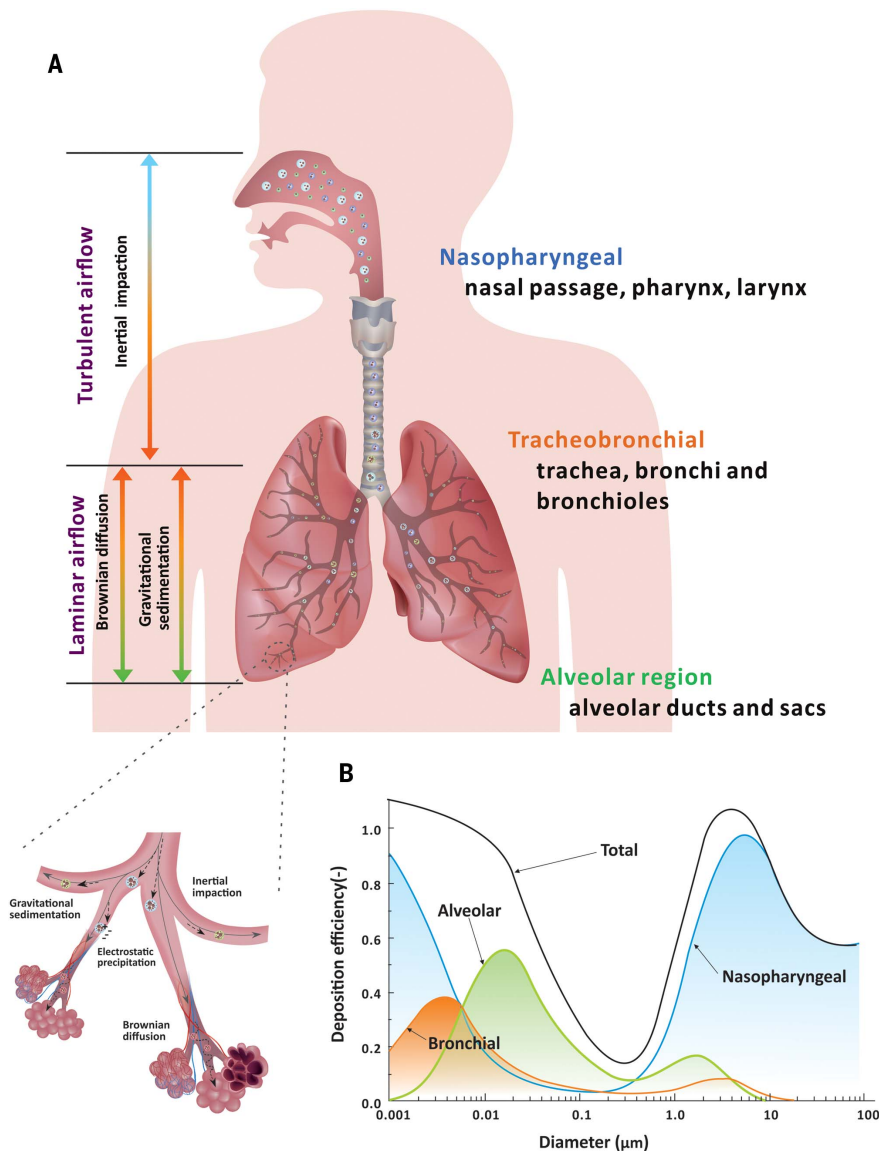 A
Turbulent airflow
Inertial impaction
Nasopharyngeal
nasal passage, pharynx, larynx
Laminar airflow
Brownian diffusion
Gravitational
sedimentation
Tracheobronchial
trachea, bronchi and
bronchioles
Alveolar region
alveolar ducts and sacs
Gravitational
sedimentation
Inertial
impaction
Electrostatic
precipitation
Brownian
diffusion
B
Deposition efficiency(-)
1.0
0.8
0.6
0.4
0.2
0.0
Total
Alveolar
Nasopharyngeal
Bronchial
0.001
0.01
0.1
1.0
10
100
Diameter (μm)